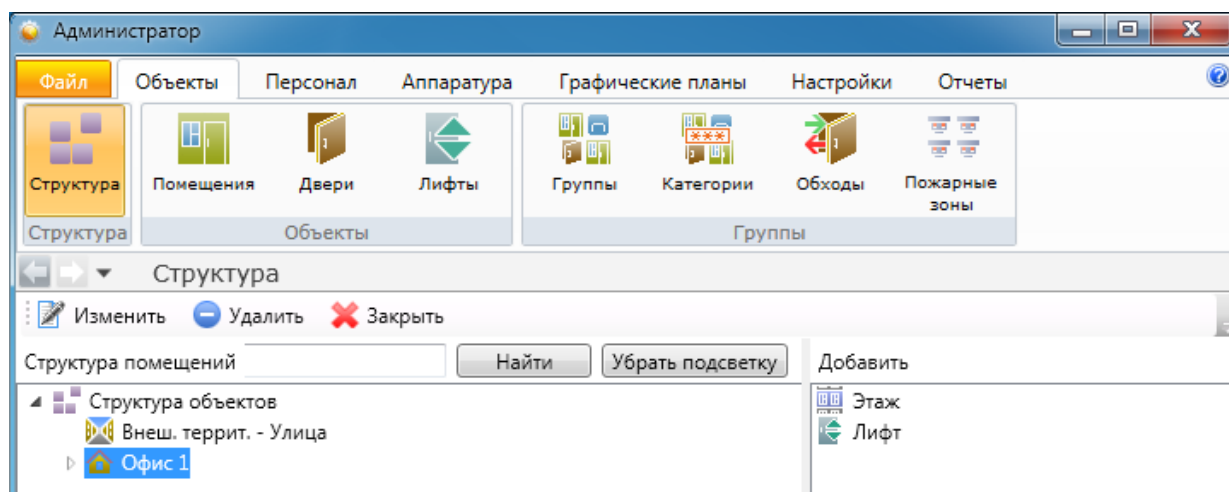 Администратор
Файл Объекты Персонал Аппаратура Графические планы Настройки Отчеты
Структура Помещения Двери Лифты Группы Категории Обходы Пожарные зоны
Структура Объекты Группы
Структура
Изменить Удалить Закрыть
Структура помещений Найти Убрать подсветку Добавить
Структура объектов Этаж
Внеш. террит. - Улица Лифт
Офис 1